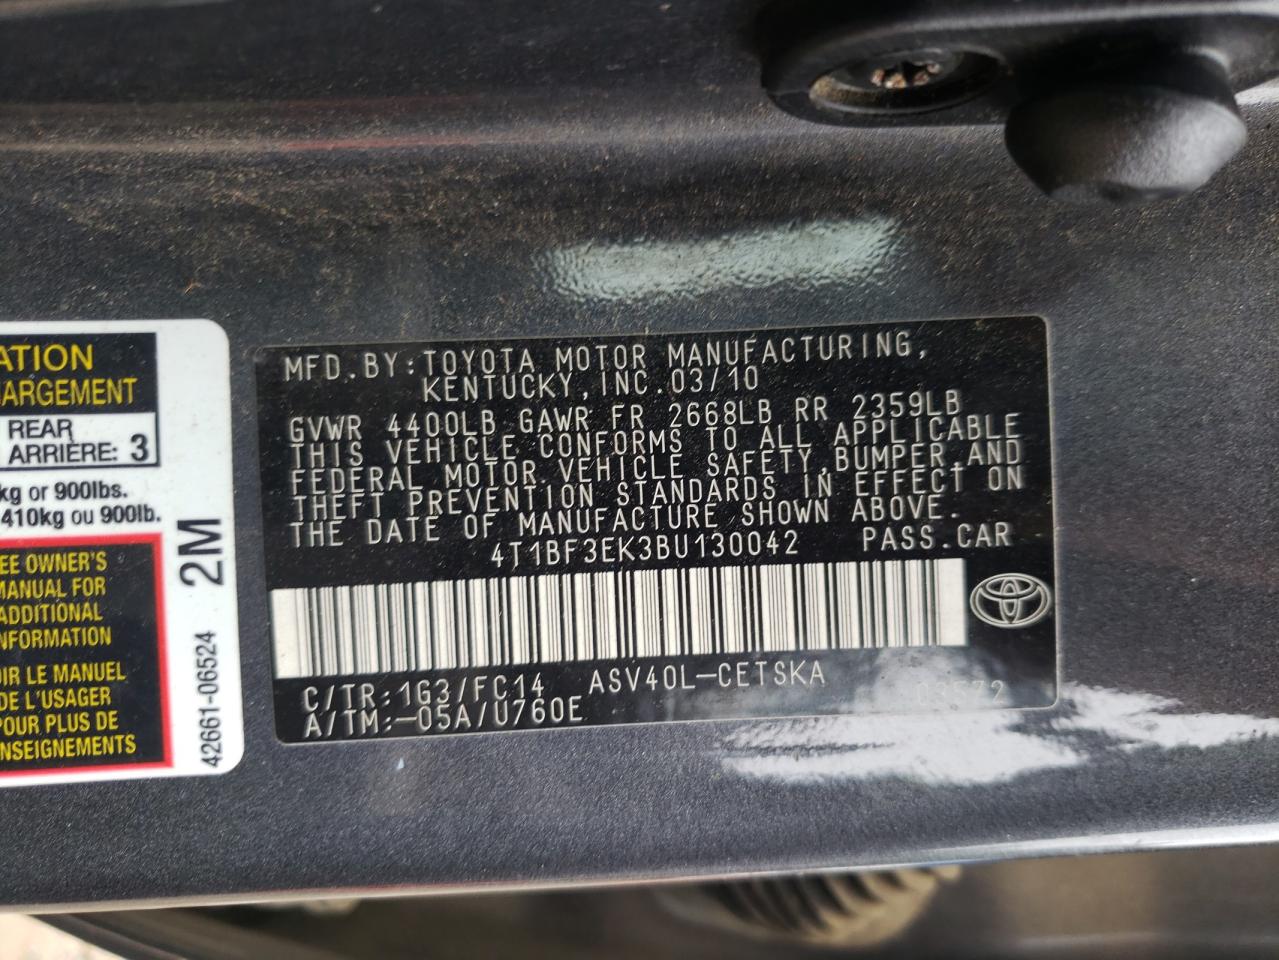 ATION
HARGEMENT
REAR
ARRIÈRE: 3
kg or 900lbs.
410kg ou 900lb.
EE OWNER'S
MANUAL FOR
ADDITIONAL
NFORMATION
OIR LE MANUEL
DE L'USAGER
POUR PLUS DE
NSEIGNEMENTS
2M
42661-06524
MFD.BY:TOYOTA MOTOR MANUFACTURING,
KENTUCKY,INC.03/10
GVWR 4400LB GAWR FR 2668LB RR 2359LB
THIS VEHICLE CONFORMS TO ALL APPLICABLE
FEDERAL MOTOR VEHICLE SAFETY,BUMPER,AND
THEFT PREVENTION STANDARDS IN EFFECT ON
THE DATE OF MANUFACTURE SHOWN ABOVE.
4T1BF3EK3BU130042 PASS.CAR
C/TR:1G3/FC14 ASV40L-CETSKA
A/TM:-05A/U760E 03572